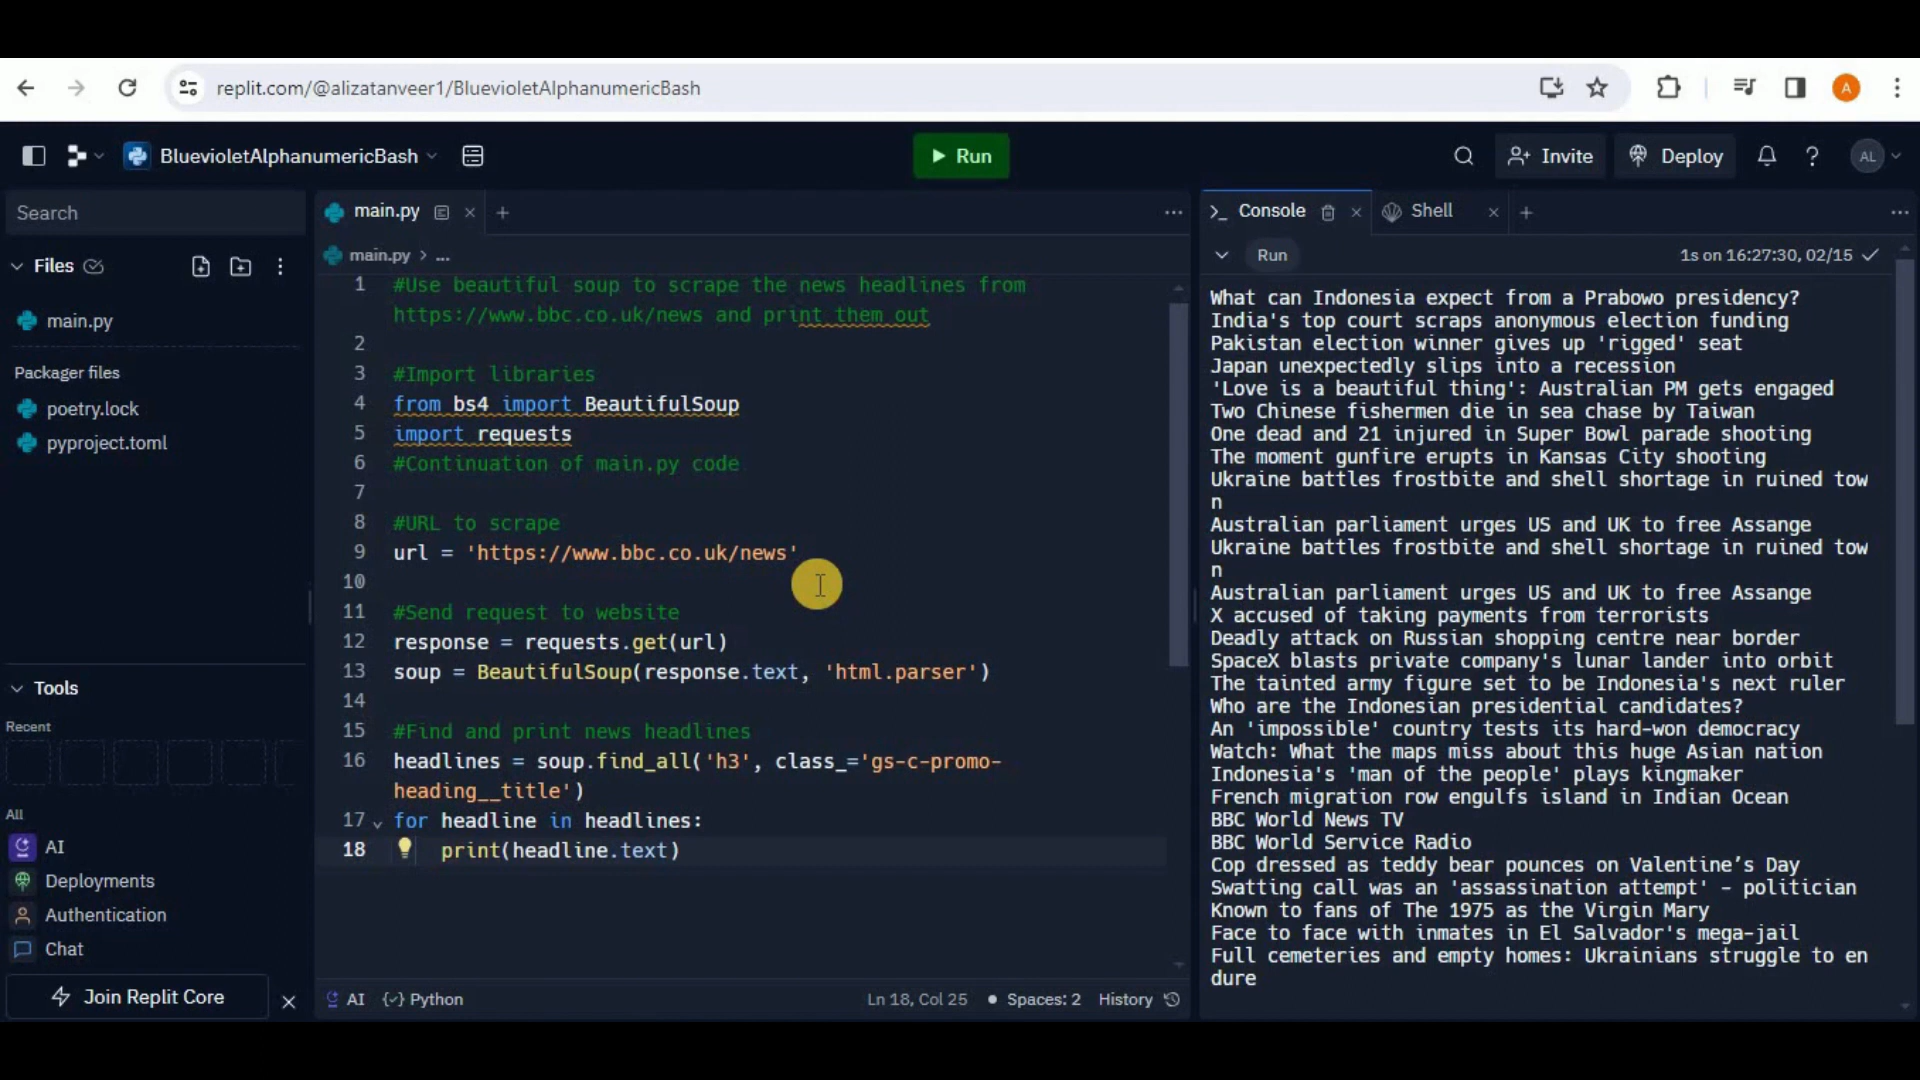 replit.com/@alizatanveer1/BluevioletAlphanumericBash
A
BluevioletAlphanumericBash
Run
Invite
Deploy
?
AL
Search
Files
main.py
Packager files
poetry.lock
pyproject.toml
Tools
Recent
All
AI
Deployments
Authentication
Chat
Join Replit Core
main.py
main.py > ...
1 #Use beautiful soup to scrape the news headlines from
https://www.bbc.co.uk/news and print them out
2
3 #Import libraries
4 from bs4 import BeautifulSoup
5 import requests
6 #Continuation of main.py code
7
8 #URL to scrape
9 url = 'https://www.bbc.co.uk/news'
10
11 #Send request to website
12 response = requests.get(url)
13 soup = BeautifulSoup(response.text, 'html.parser')
14
15 #Find and print news headlines
16 headlines = soup.find_all('h3', class_='gs-c-promo-
heading__title')
17 for headline in headlines:
18 print(headline.text)
AI
Python
Ln 18, Col 25
Spaces: 2
History
Console
Shell
Run
1s on 16:27:30, 02/15
What can Indonesia expect from a Prabowo presidency?
India's top court scraps anonymous election funding
Pakistan election winner gives up 'rigged' seat
Japan unexpectedly slips into a recession
'Love is a beautiful thing': Australian PM gets engaged
Two Chinese fishermen die in sea chase by Taiwan
One dead and 21 injured in Super Bowl parade shooting
The moment gunfire erupts in Kansas City shooting
Ukraine battles frostbite and shell shortage in ruined tow
n
Australian parliament urges US and UK to free Assange
Ukraine battles frostbite and shell shortage in ruined tow
n
Australian parliament urges US and UK to free Assange
X accused of taking payments from terrorists
Deadly attack on Russian shopping centre near border
SpaceX blasts private company's lunar lander into orbit
The tainted army figure set to be Indonesia's next ruler
Who are the Indonesian presidential candidates?
An 'impossible' country tests its hard-won democracy
Watch: What the maps miss about this huge Asian nation
Indonesia's 'man of the people' plays kingmaker
French migration row engulfs island in Indian Ocean
BBC World News TV
BBC World Service Radio
Cop dressed as teddy bear pounces on Valentine’s Day
Swatting call was an 'assassination attempt' - politician
Known to fans of The 1975 as the Virgin Mary
Face to face with inmates in El Salvador's mega-jail
Full cemeteries and empty homes: Ukrainians struggle to en
dure